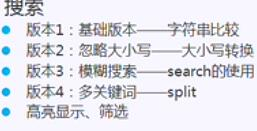 搜索
版本1：基础版本——字符串比较
版本2：忽略大小写——大小写转换
版本3：模糊搜索——search的使用
版本4：多关键词——split
高亮显示、筛选